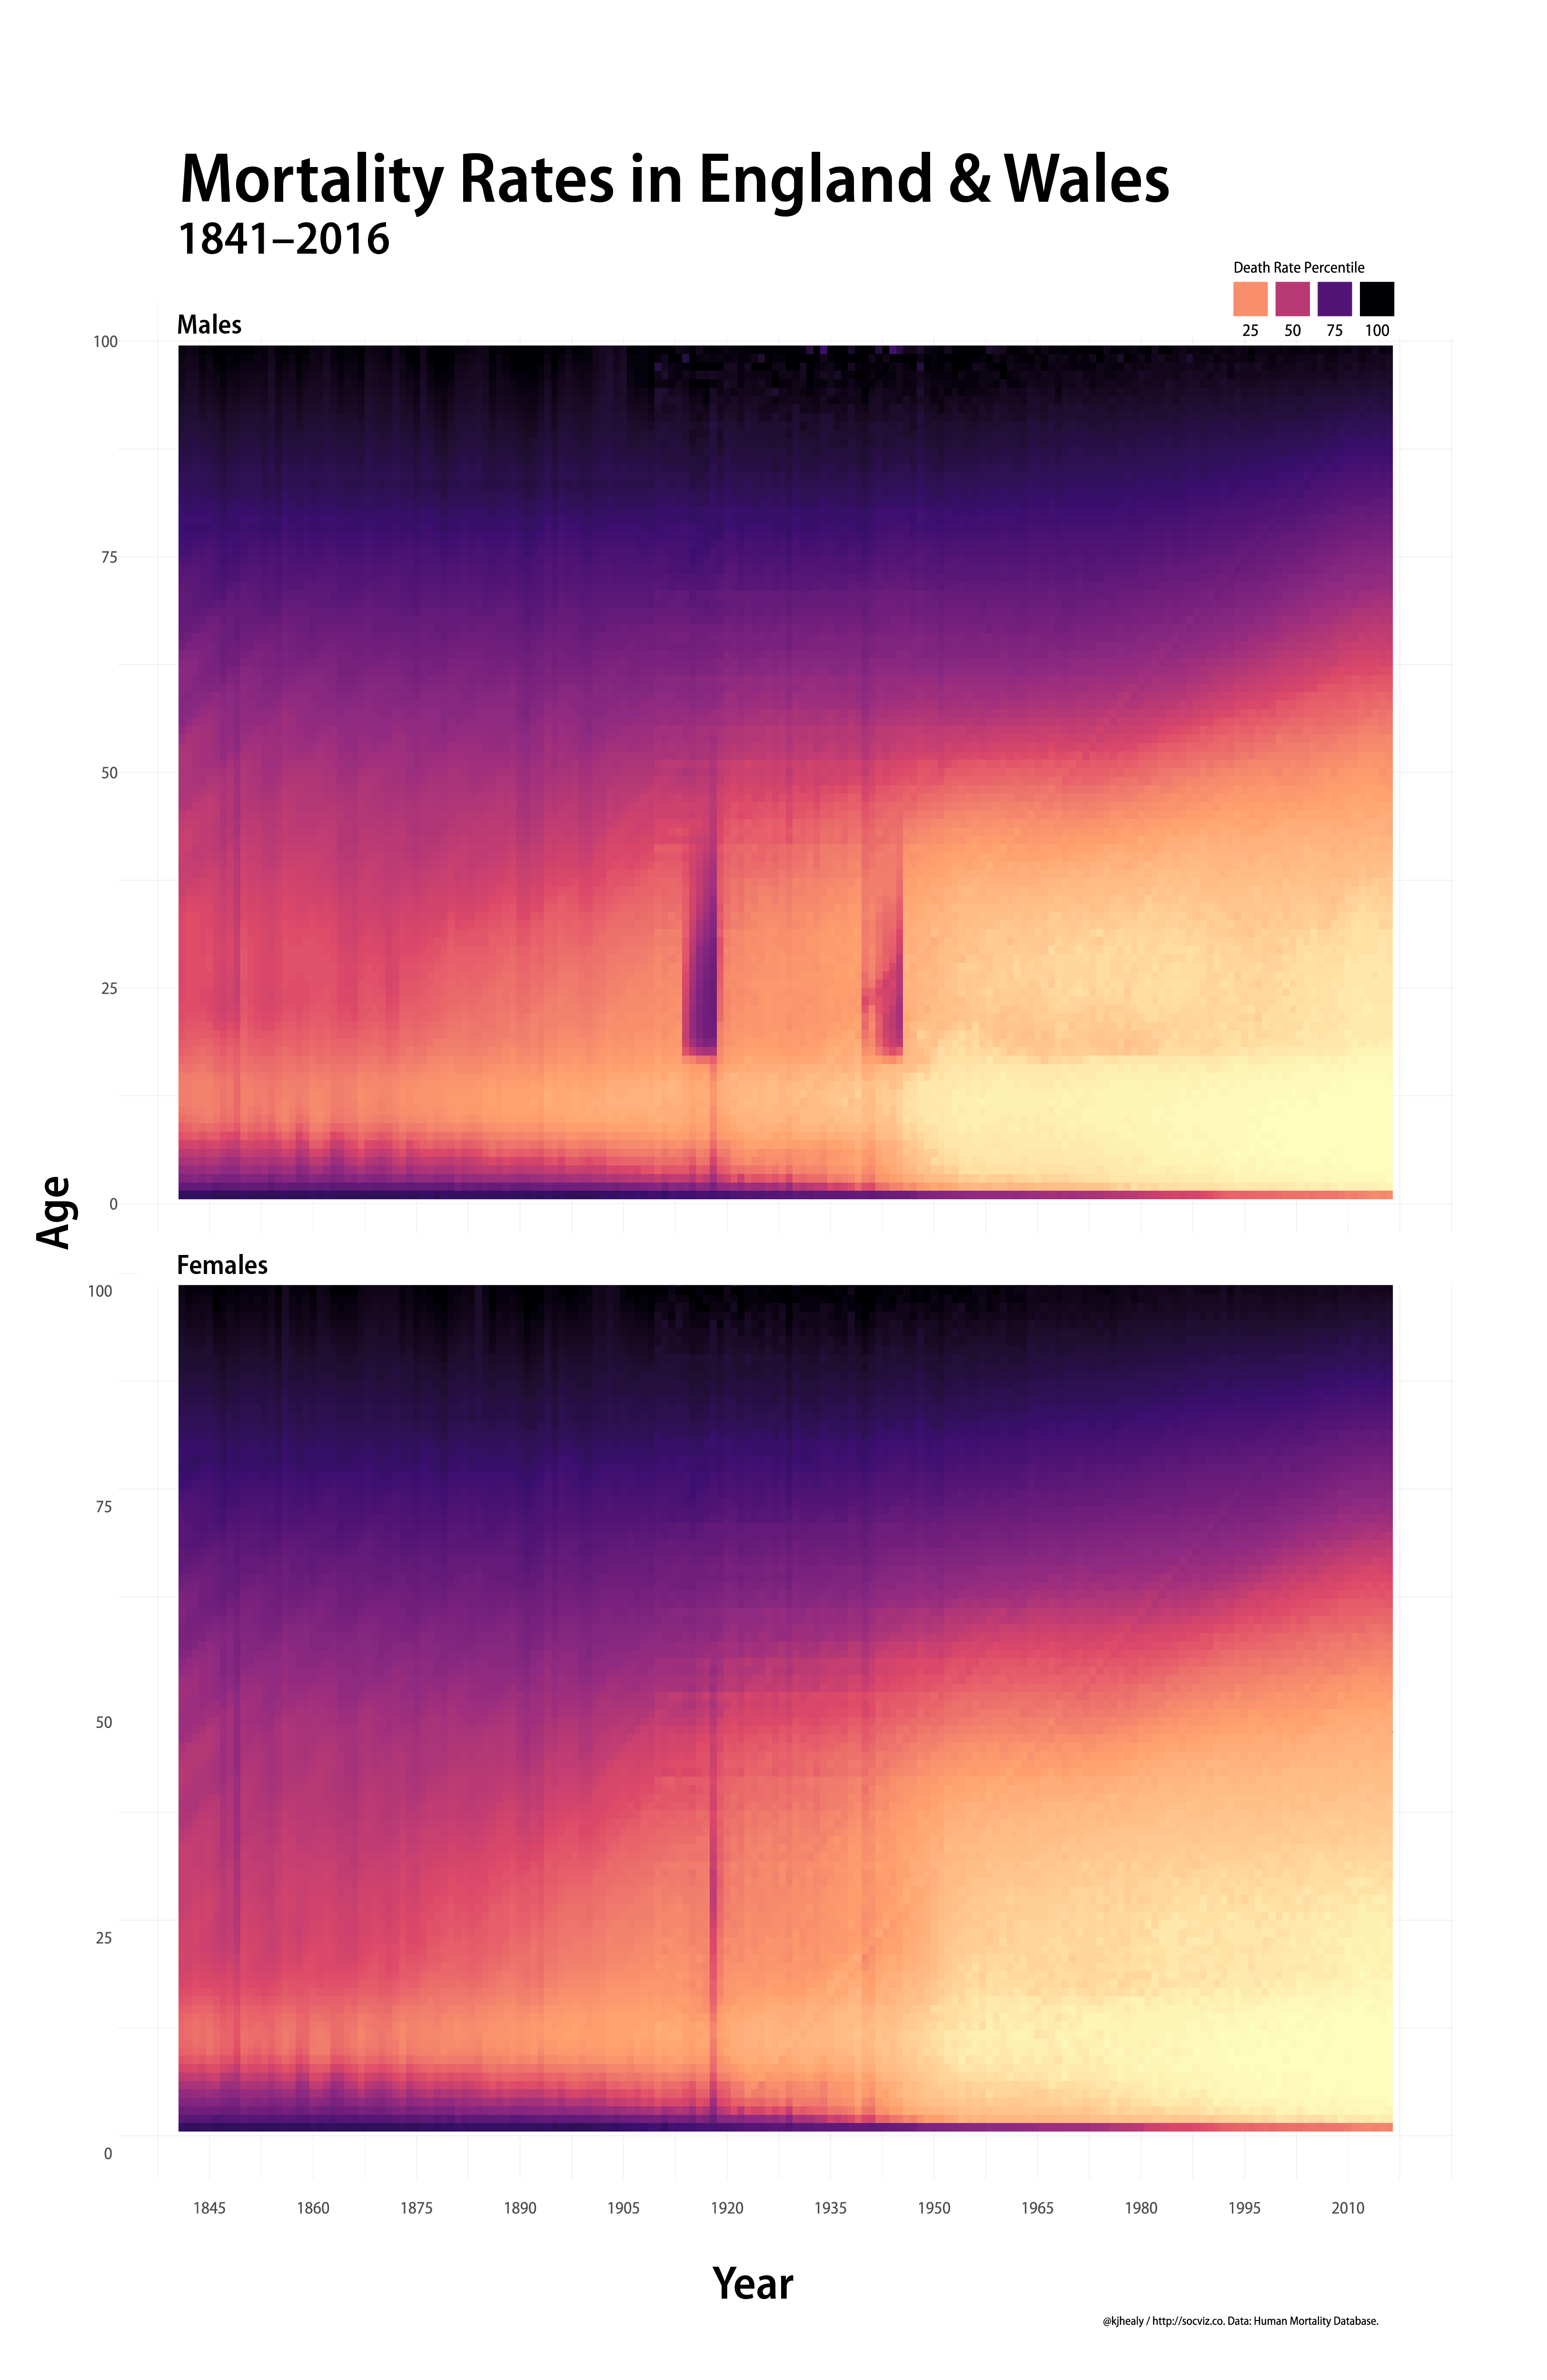 Mortality Rates in England & Wales
1841–2016
Death Rate Percentile
25 50 75 100
Males
100
75
50
25
0
Age
Females
100
75
50
25
0
1845 1860 1875 1890 1905 1920 1935 1950 1965 1980 1995 2010
Year
@kjhealy / http://socviz.co. Data: Human Mortality Database.